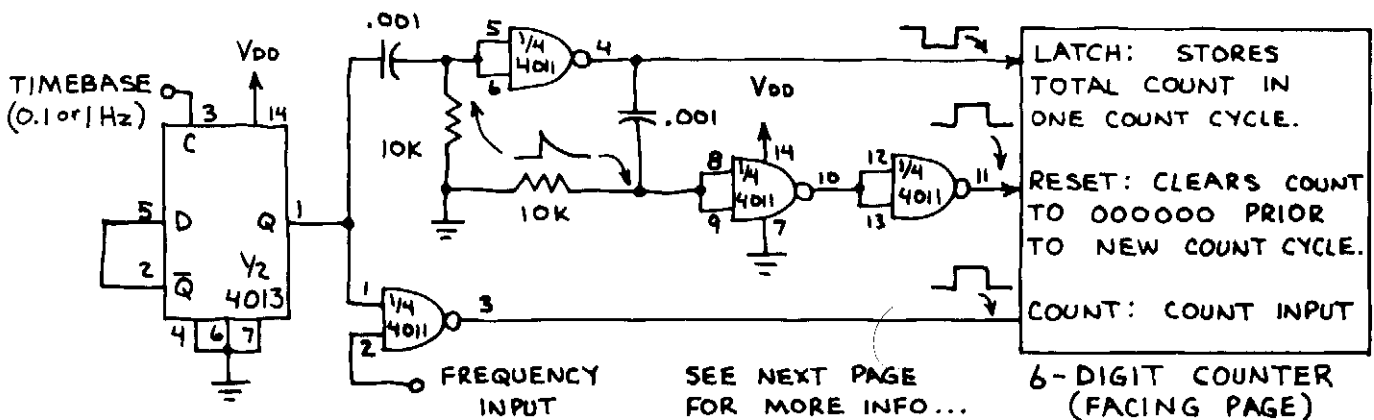 .001
VDD
TIMEBASE
(0.1 or 1 Hz)
3
14
C
5
D
Q
1
2
Q̅
1/2
4013
4
6
7
10K
5
6
1/4
4011
4
.001
10K
8
9
1/4
4011
VDD
14
7
10
12
13
1/4
4011
11
1
2
1/4
4011
3
FREQUENCY
INPUT
SEE NEXT PAGE
FOR MORE INFO...
LATCH: STORES
TOTAL COUNT IN
ONE COUNT CYCLE.
RESET: CLEARS COUNT
TO 000000 PRIOR
TO NEW COUNT CYCLE.
COUNT: COUNT INPUT
6-DIGIT COUNTER
(FACING PAGE)